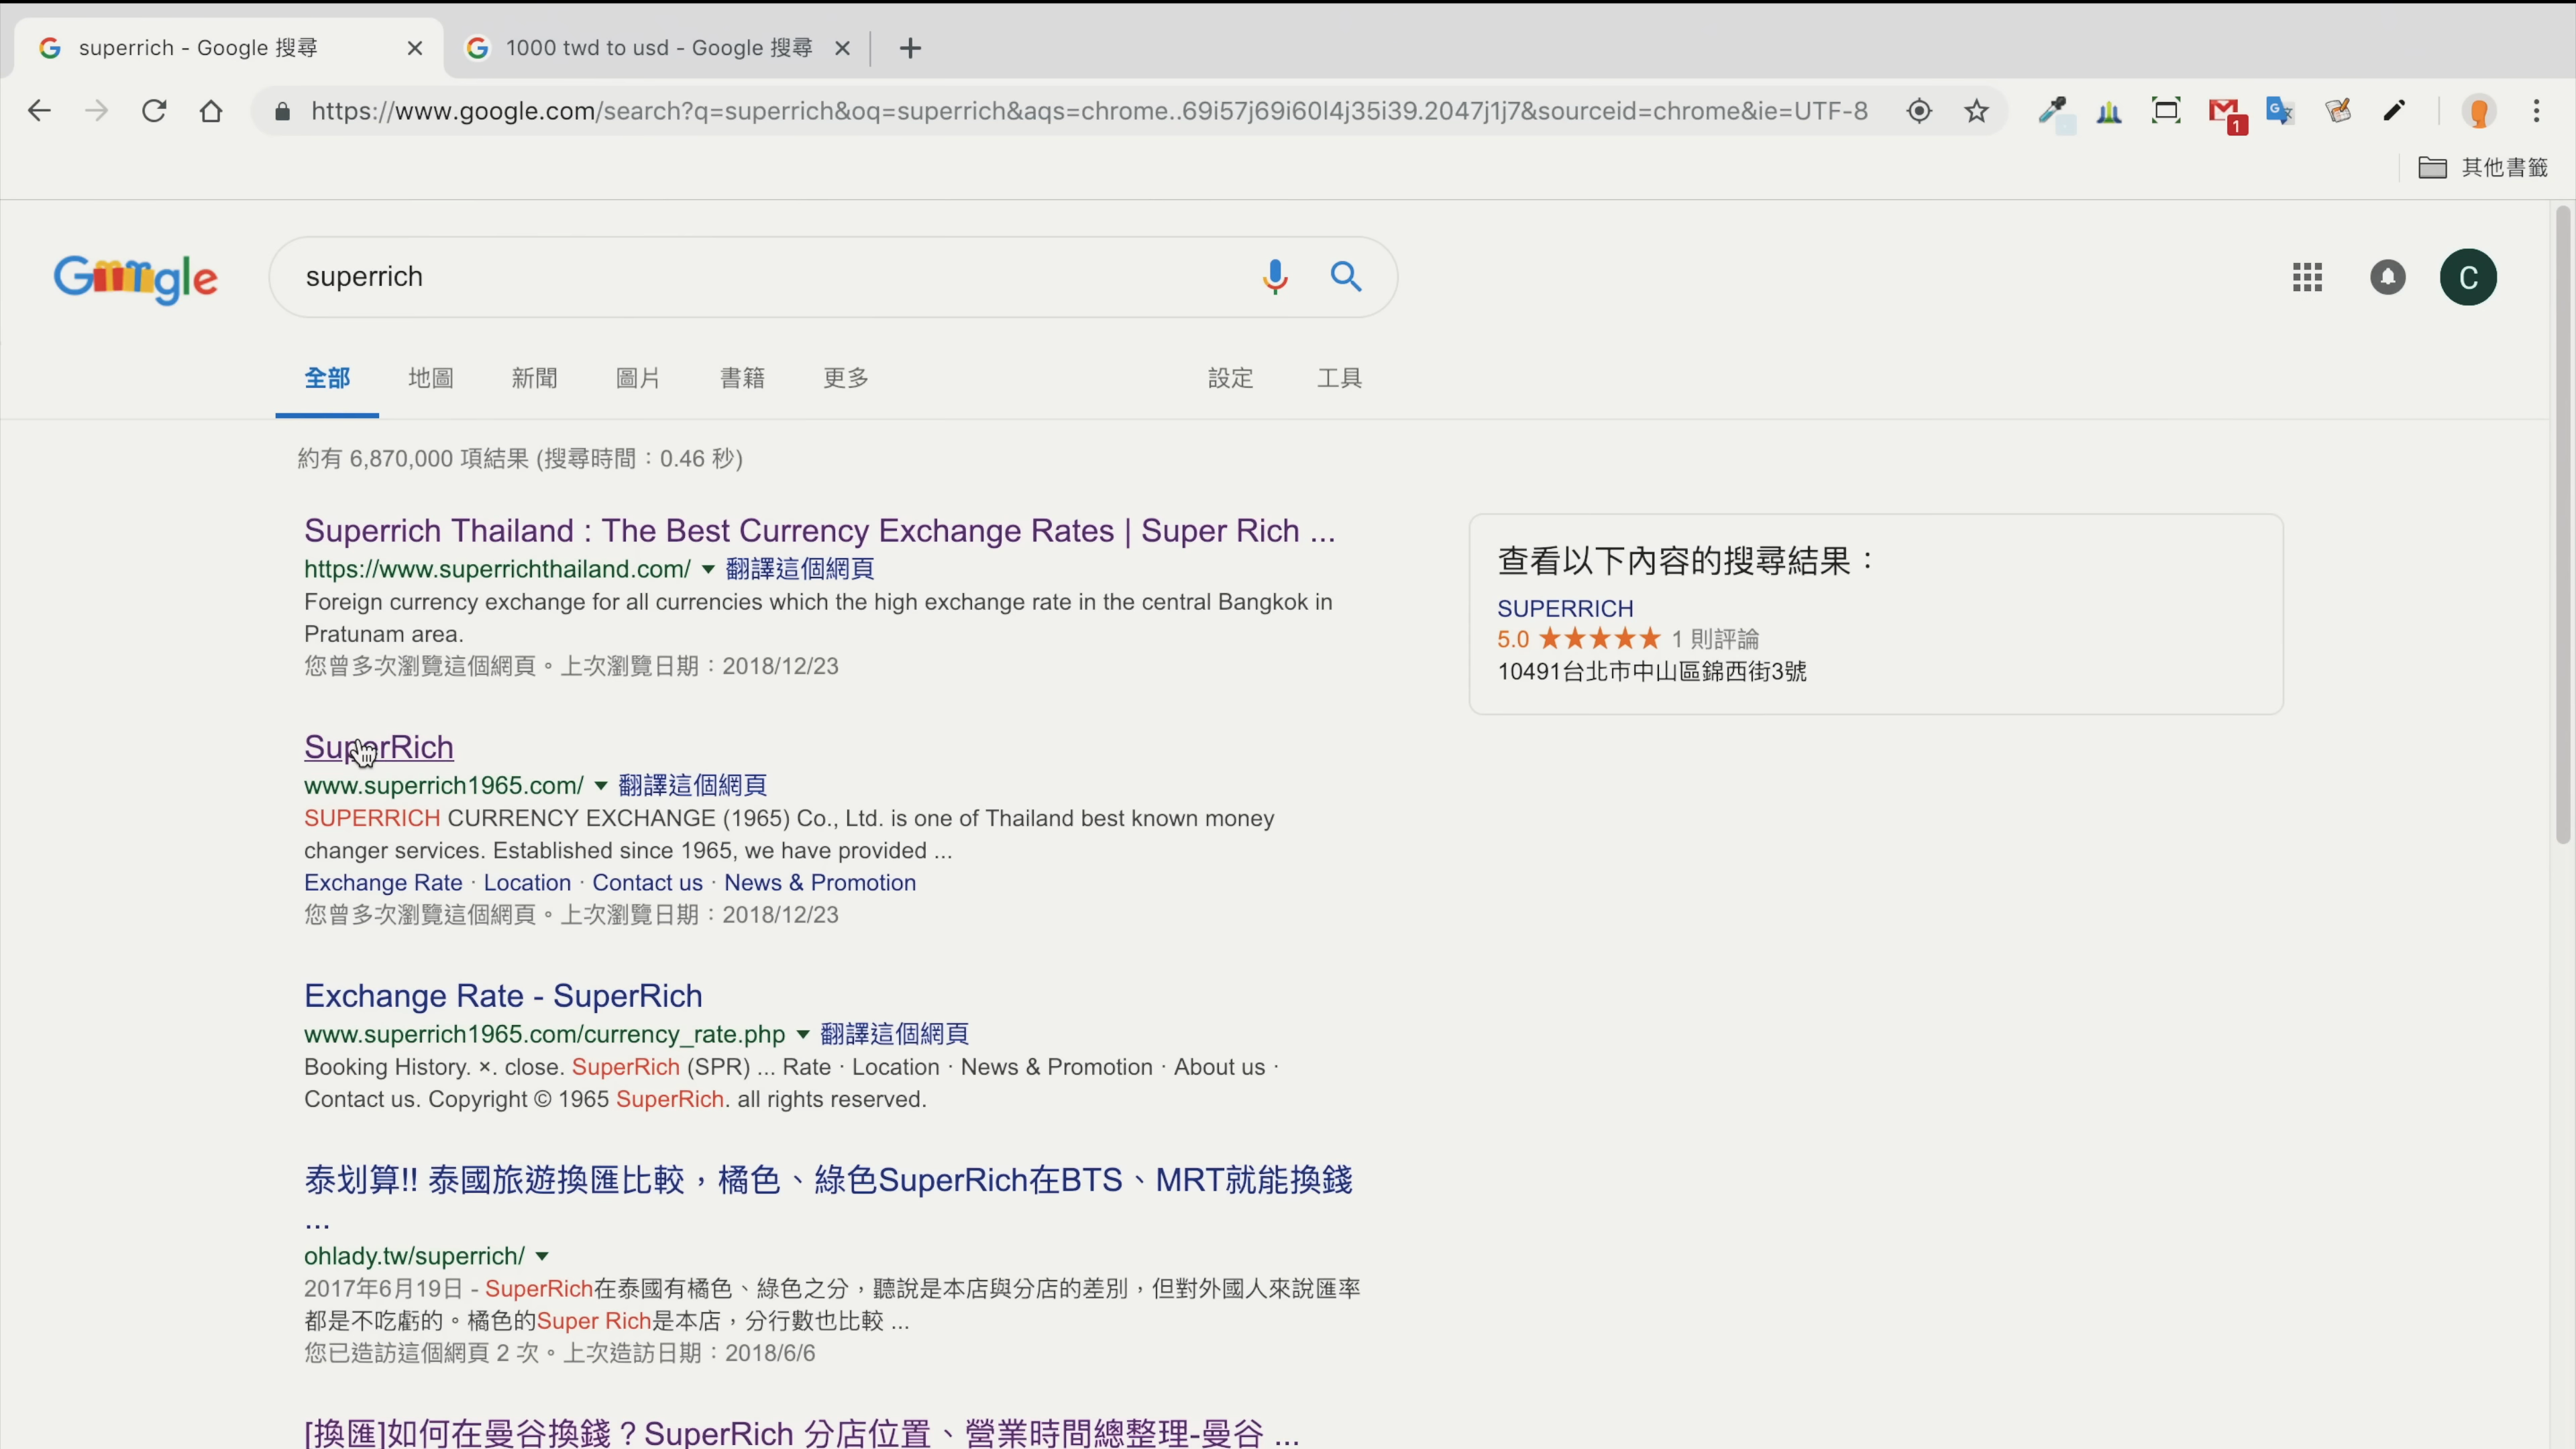 superrich - Google 搜尋
1000 twd to usd - Google 搜尋
https://www.google.com/search?q=superrich&oq=superrich&aqs=chrome..69i57j69i60l4j35i39.2047j1j7&sourceid=chrome&ie=UTF-8
1
其他書籤
Google
superrich
C
全部 地圖 新聞 圖片 書籍 更多 設定 工具
約有 6,870,000 項結果 (搜尋時間：0.46 秒)
Superrich Thailand : The Best Currency Exchange Rates | Super Rich ...
https://www.superrichthailand.com/ ▼ 翻譯這個網頁
Foreign currency exchange for all currencies which the high exchange rate in the central Bangkok in
Pratunam area.
您曾多次瀏覽這個網頁。上次瀏覽日期：2018/12/23
查看以下內容的搜尋結果：
SUPERRICH
5.0 ★★★★★ 1 則評論
10491台北市中山區錦西街3號
SuperRich
www.superrich1965.com/ ▼ 翻譯這個網頁
SUPERRICH CURRENCY EXCHANGE (1965) Co., Ltd. is one of Thailand best known money
changer services. Established since 1965, we have provided ...
Exchange Rate · Location · Contact us · News & Promotion
您曾多次瀏覽這個網頁。上次瀏覽日期：2018/12/23
Exchange Rate - SuperRich
www.superrich1965.com/currency_rate.php ▼ 翻譯這個網頁
Booking History. ×. close. SuperRich (SPR) ... Rate · Location · News & Promotion · About us ·
Contact us. Copyright © 1965 SuperRich. all rights reserved.
泰划算!! 泰國旅遊換匯比較，橘色、綠色SuperRich在BTS、MRT就能換錢
...
ohlady.tw/superrich/ ▼
2017年6月19日 - SuperRich在泰國有橘色、綠色之分，聽說是本店與分店的差別，但對外國人來說匯率
都是不吃虧的。橘色的Super Rich是本店，分行數也比較 ...
您已造訪這個網頁 2 次。上次造訪日期：2018/6/6
[換匯]如何在曼谷換錢？SuperRich 分店位置、營業時間總整理-曼谷 ...